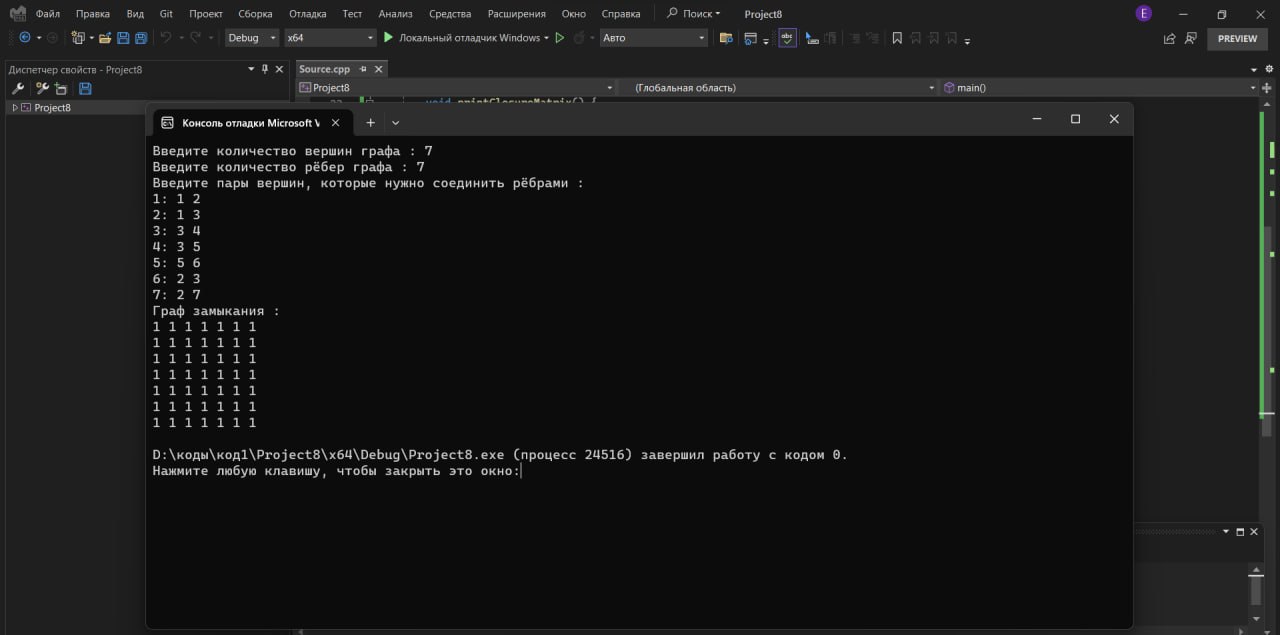 Файл Правка Вид Git Проект Сборка Отладка Тест Анализ Средства Расширения Окно Справка Поиск Project8 E
Debug x64 Локальный отладчик Windows Авто abc PREVIEW
Диспетчер свойств - Project8
Source.cpp
Project8 (Глобальная область) main()
Project8
void printClosureMatrix() {
Консоль отладки Microsoft V
Введите количество вершин графа : 7
Введите количество рёбер графа : 7
Введите пары вершин, которые нужно соединить рёбрами :
1: 1 2
2: 1 3
3: 3 4
4: 3 5
5: 5 6
6: 2 3
7: 2 7
Граф замыкания :
1 1 1 1 1 1 1
1 1 1 1 1 1 1
1 1 1 1 1 1 1
1 1 1 1 1 1 1
1 1 1 1 1 1 1
1 1 1 1 1 1 1
1 1 1 1 1 1 1
D:\коды\код1\Project8\x64\Debug\Project8.exe (процесс 24516) завершил работу с кодом 0.
Нажмите любую клавишу, чтобы закрыть это окно: